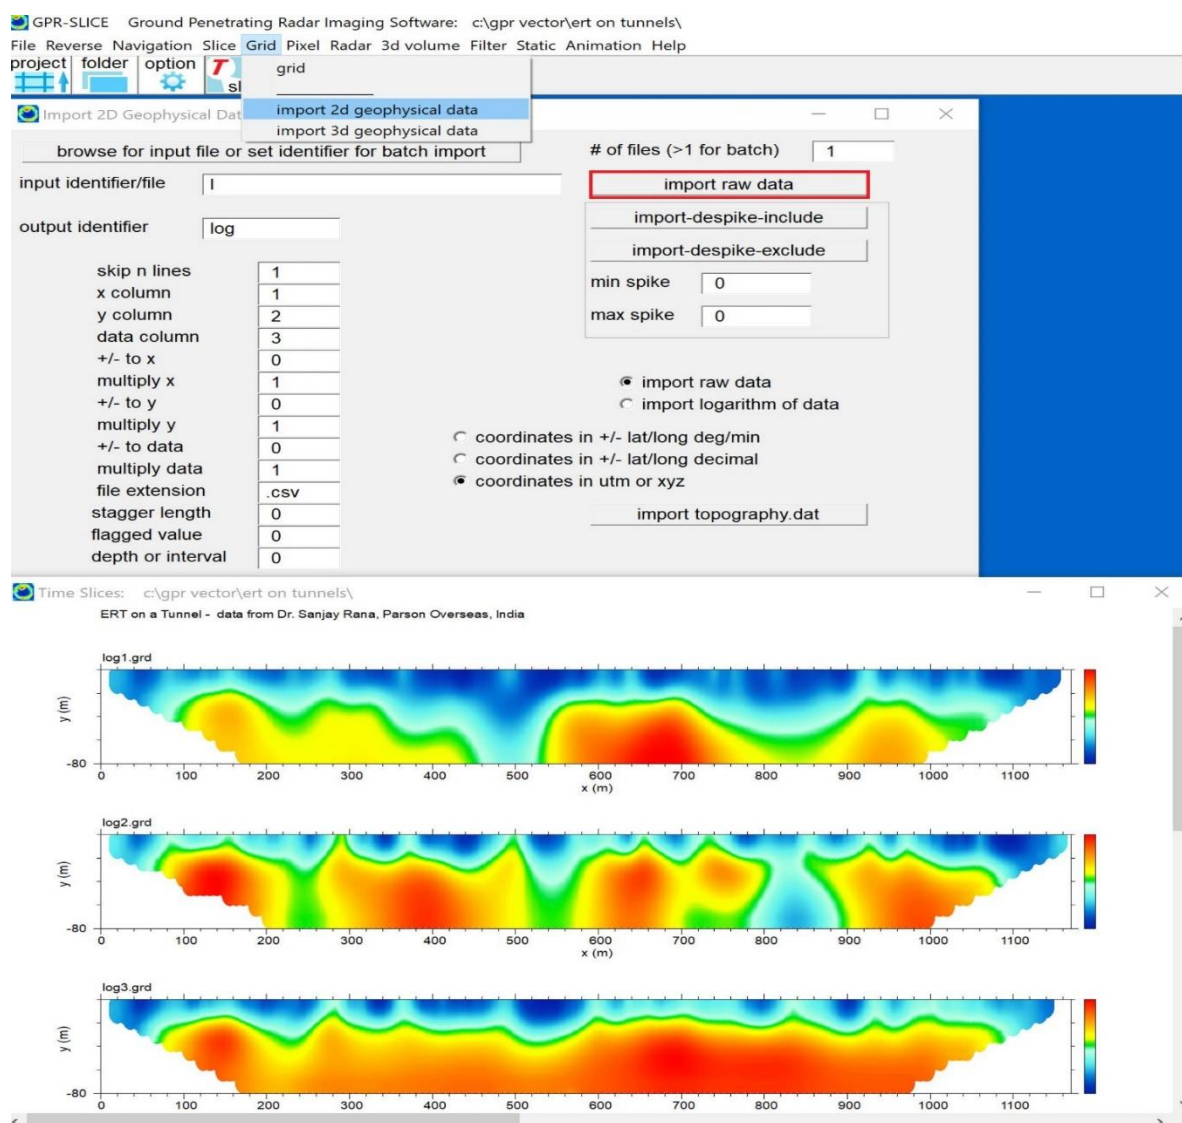 GPR-SLICE Ground Penetrating Radar Imaging Software: c:\gpr vector\ert on tunnels\
File Reverse Navigation Slice Grid Pixel Radar 3d volume Filter Static Animation Help
project folder option T
sl
grid
import 2d geophysical data
import 3d geophysical data
Import 2D Geophysical Dat
browse for input file or set identifier for batch import
# of files (>1 for batch) 1
input identifier/file l
import raw data
output identifier log
import-despike-include
import-despike-exclude
min spike 0
max spike 0
skip n lines 1
x column 1
y column 2
data column 3
+/- to x 0
multiply x 1
+/- to y 0
multiply y 1
+/- to data 0
multiply data 1
file extension .csv
stagger length 0
flagged value 0
depth or interval 0
import raw data
import logarithm of data
coordinates in +/- lat/long deg/min
coordinates in +/- lat/long decimal
coordinates in utm or xyz
import topography.dat
Time Slices: c:\gpr vector\ert on tunnels\
ERT on a Tunnel - data from Dr. Sanjay Rana, Parson Overseas, India
log1.grd
y (m)
-80
0 100 200 300 400 500 600 700 800 900 1000 1100
x (m)
log2.grd
y (m)
-80
0 100 200 300 400 500 600 700 800 900 1000 1100
x (m)
log3.grd
y (m)
-80
0 100 200 300 400 500 600 700 800 900 1000 1100